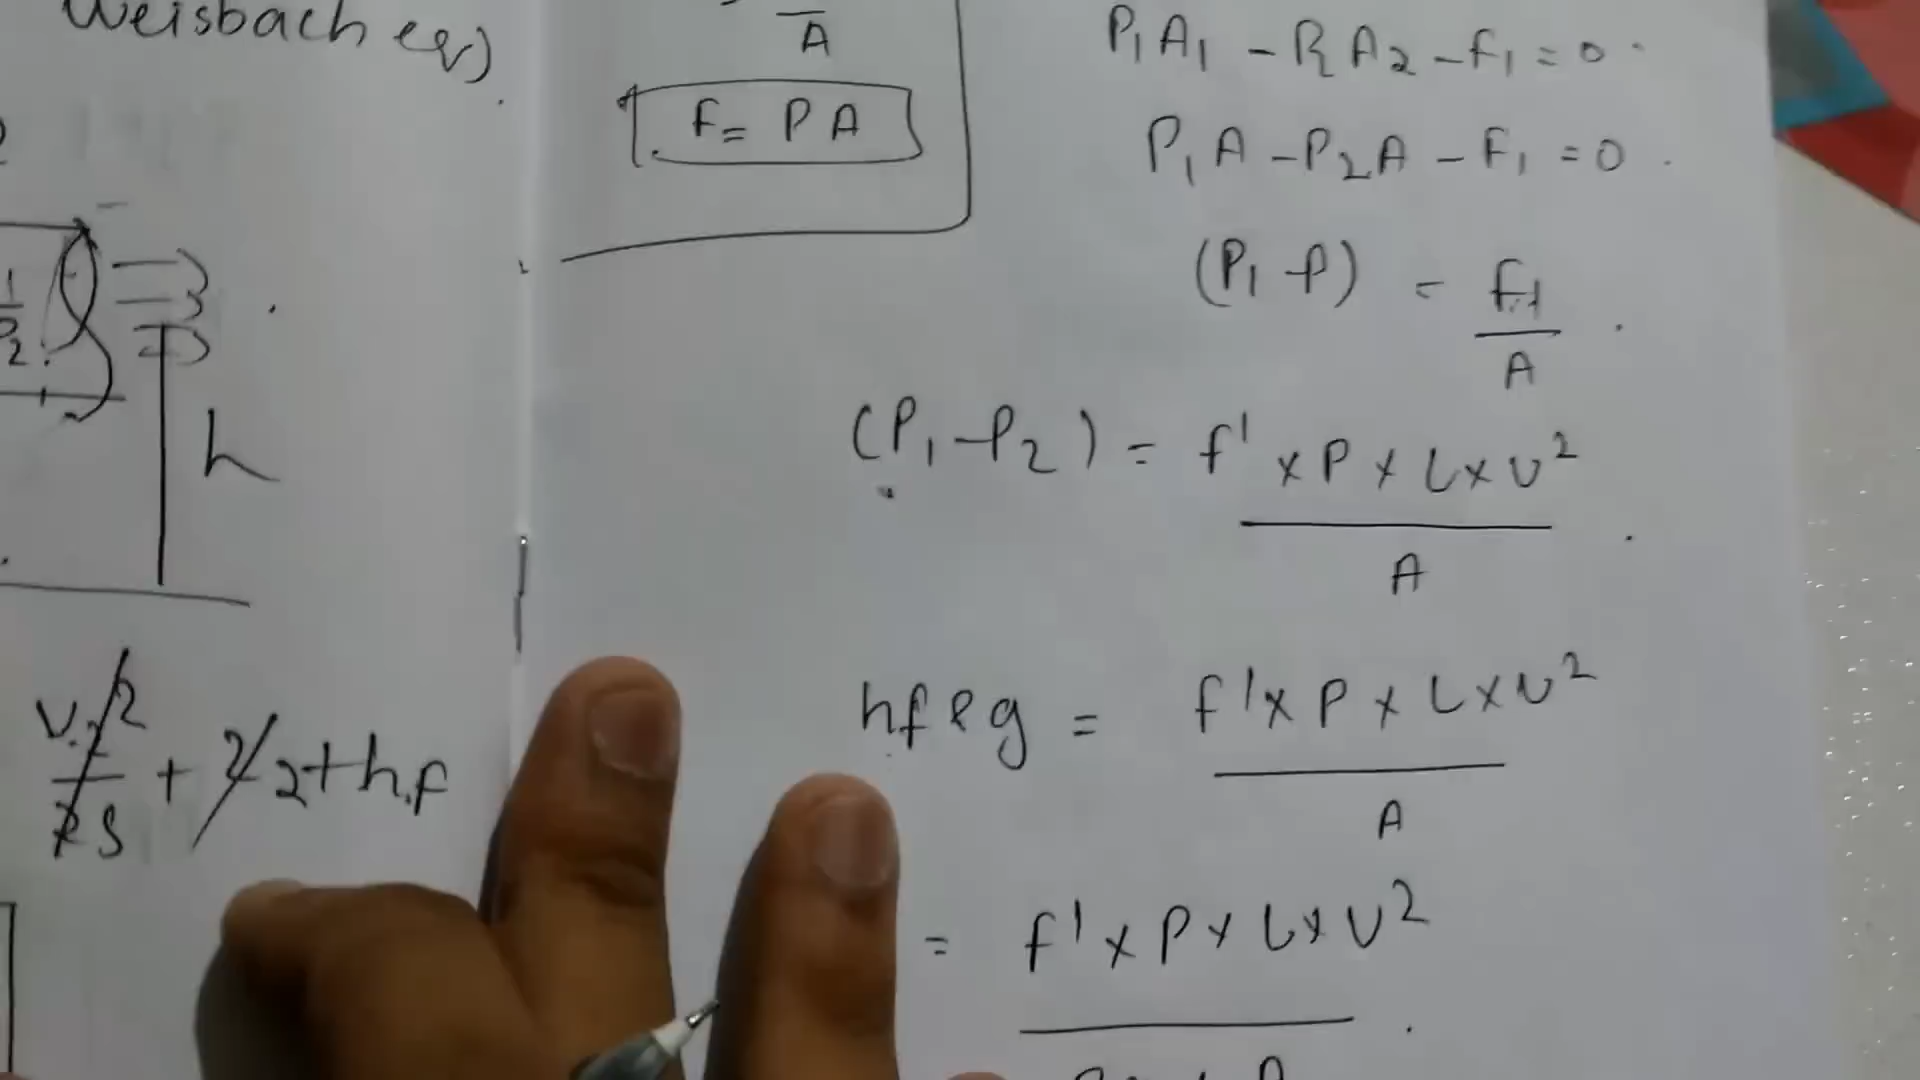 Weisbach eq)
A
F = P A
h
V₂²/2g + Z₂ + hf
P₁A₁ - P₂A₂ - F₁ = 0
P₁A - P₂A - F₁ = 0
(P₁ - P) = F₁/A
(P₁ - P₂) = f' × P × L × V²/A
hfρg = f' × P × L × V²/A
= f' × P × L × V²